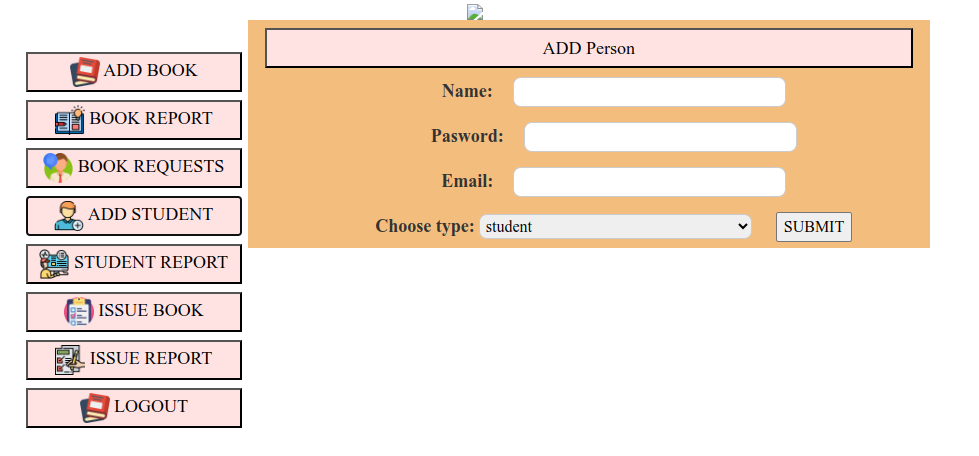 ADD BOOK
BOOK REPORT
BOOK REQUESTS
ADD STUDENT
STUDENT REPORT
ISSUE BOOK
ISSUE REPORT
LOGOUT
ADD Person
Name:
Pasword:
Email:
Choose type: student SUBMIT